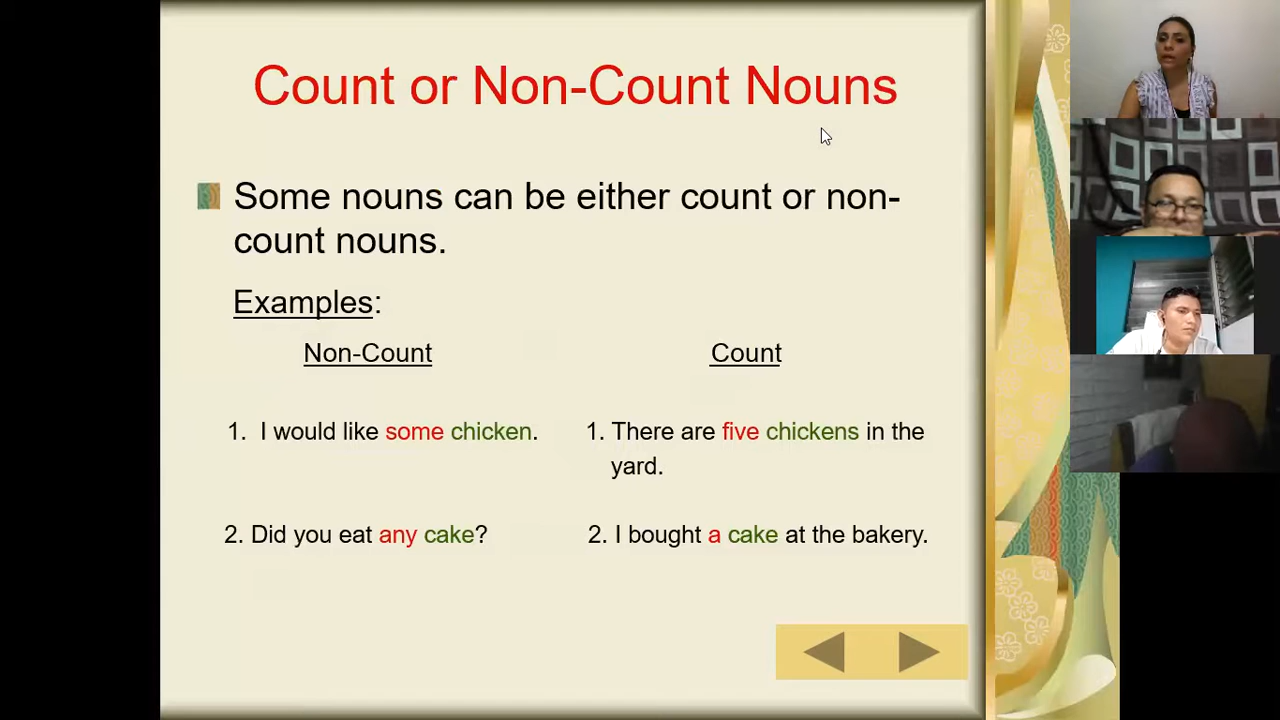 Count or Non-Count Nouns
Some nouns can be either count or non-
count nouns.
Examples:
Non-Count
Count
1. I would like some chicken.
1. There are five chickens in the
yard.
2. Did you eat any cake?
2. I bought a cake at the bakery.